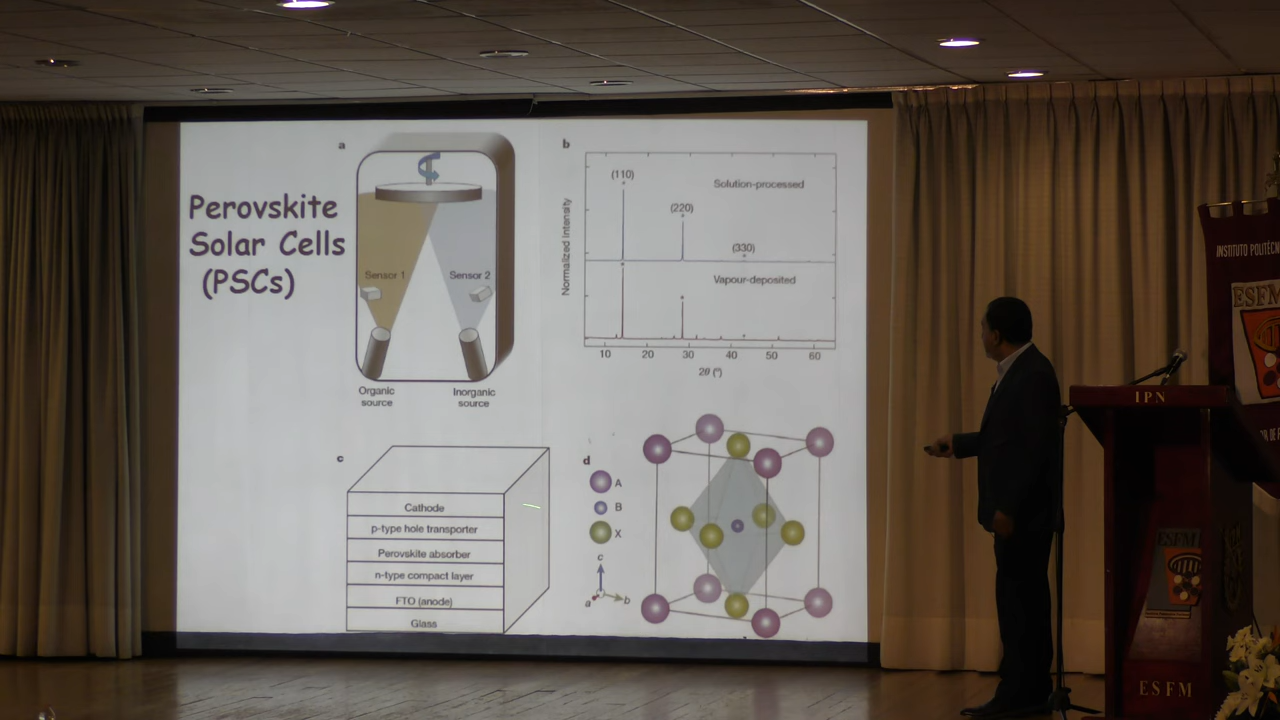 Perovskite
Solar Cells
(PSCs)
a
Sensor 1
Sensor 2
Organic
source
Inorganic
source
b
Normalized Intensity
(110)
(220)
(330)
Solution-processed
Vapour-deposited
10 20 30 40 50 60
2θ (°)
c
Cathode
p-type hole transporter
Perovskite absorber
n-type compact layer
FTO (anode)
Glass
d
A
B
X
c
a
b
IPN
ESFM
ESFM
INSTITUTO
ESFM